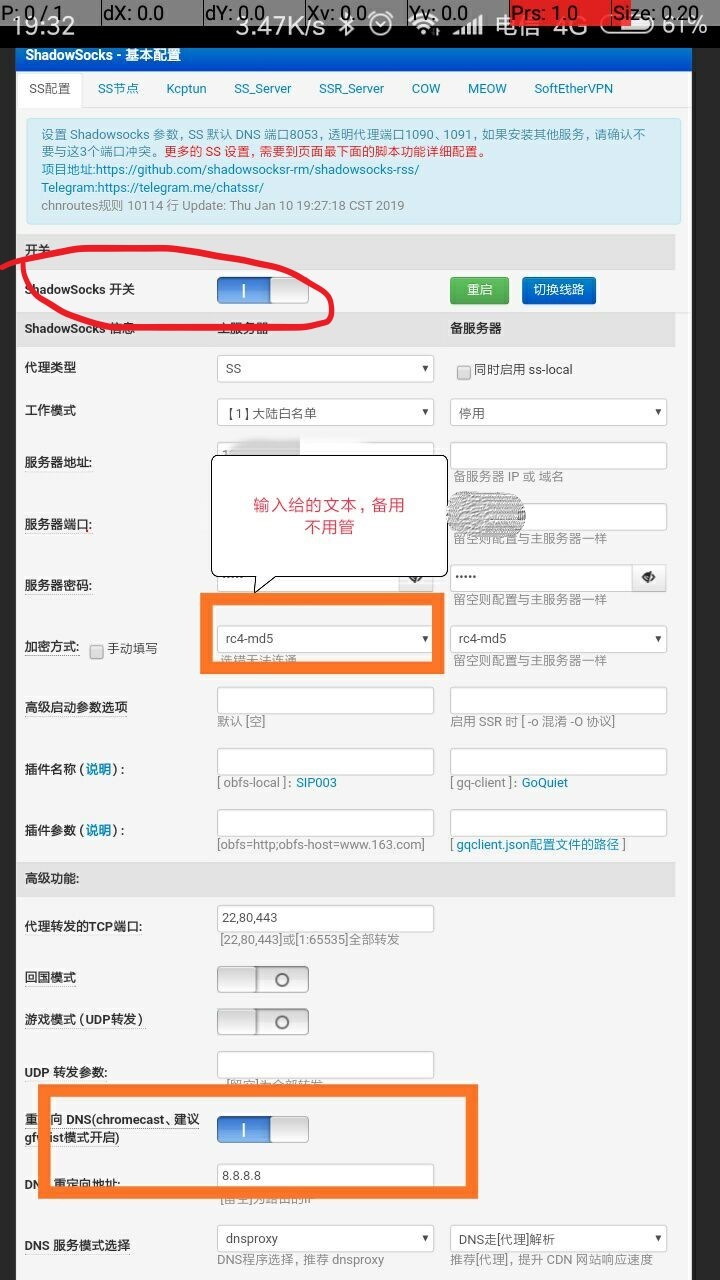 P: 0 / 1 dX: 0.0 dY: 0.0 Xv: 0.0 Yv: 0.0 Prs: 1.0 Size: 0.20
19:32 3.47K/s 电信 4G 61%
ShadowSocks - 基本配置
SS配置 SS节点 Kcptun SS_Server SSR_Server COW MEOW SoftEtherVPN
设置 Shadowsocks 参数, SS 默认 DNS 端口8053, 透明代理端口1090、1091, 如果安装其他服务, 请确认不
要与这3个端口冲突。更多的 SS 设置, 需要到页面最下面的脚本功能详细配置。
项目地址:https://github.com/shadowsocksr-rm/shadowsocks-rss/
Telegram:https://telegram.me/chatssr/
chnroutes规则 10114 行 Update: Thu Jan 10 19:27:18 CST 2019
开关
ShadowSocks 开关 重启 切换线路
ShadowSocks 信息 主服务器 备服务器
代理类型 SS 同时启用 ss-local
工作模式 【1】大陆白名单 停用
服务器地址:
备服务器 IP 或 域名
输入给的文本，备用
不用管
服务器端口:
留空则配置与主服务器一样
服务器密码: ••••• •••••
留空则配置与主服务器一样
加密方式: 手动填写 rc4-md5 rc4-md5
选错无法连通 留空则配置与主服务器一样
高级启动参数选项
默认 [空] 启用 SSR 时 [ -o 混淆 -O 协议]
插件名称 (说明) :
[ obfs-local ]: SIP003 [ gq-client ]: GoQuiet
插件参数 (说明) :
[obfs=http;obfs-host=www.163.com] [ gqclient.json配置文件的路径 ]
高级功能:
代理转发的TCP端口: 22,80,443
[22,80,443]或[1:65535]全部转发
回国模式
游戏模式 (UDP转发)
UDP 转发参数:
[留空]为全部转发
重定向 DNS(chromecast、建议
gfwlist模式开启)
DNS 重定向地址: 8.8.8.8
[留空]为路由的IP
DNS 服务模式选择 dnsproxy DNS走[代理]解析
DNS程序选择, 推荐 dnsproxy 推荐[代理], 提升 CDN 网站响应速度